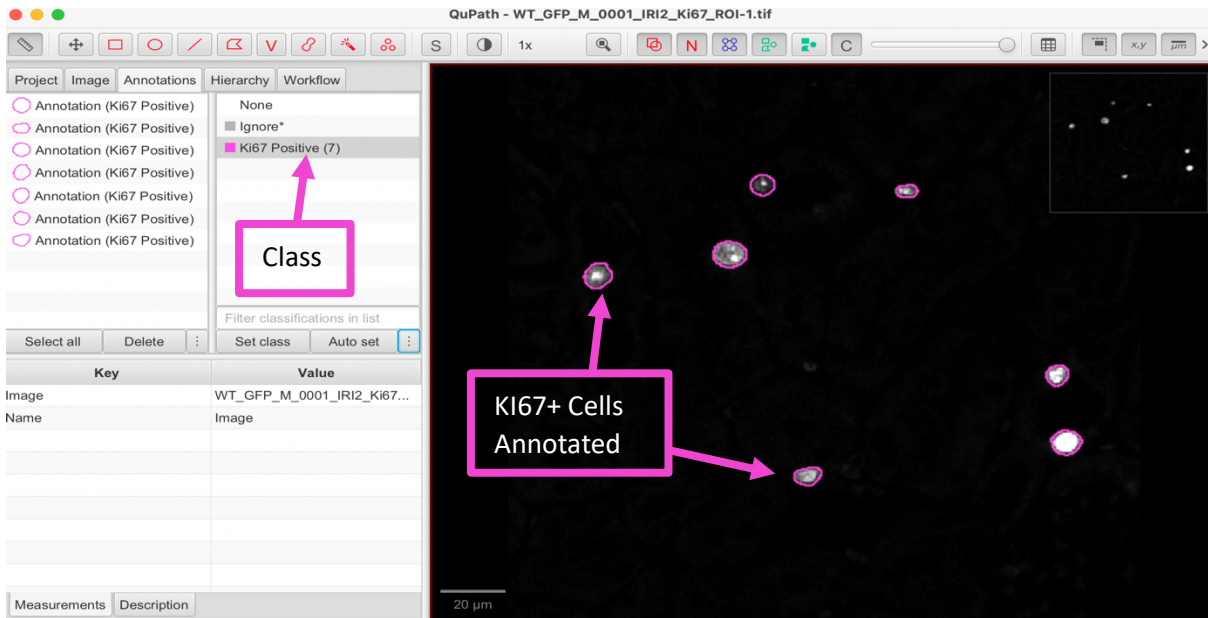 QuPath - WT_GFP_M_0001_IRI2_Ki67_ROI-1.tif
V S 1x N C x,y µm
Project Image Annotations Hierarchy Workflow
Annotation (Ki67 Positive)
Annotation (Ki67 Positive)
Annotation (Ki67 Positive)
Annotation (Ki67 Positive)
Annotation (Ki67 Positive)
Annotation (Ki67 Positive)
Annotation (Ki67 Positive)
None
Ignore*
Ki67 Positive (7)
Class
Filter classifications in list
Select all Delete ⋮ Set class Auto set ⋮
Key Value
Image WT_GFP_M_0001_IRI2_Ki67...
Name Image
Measurements Description
KI67+ Cells
Annotated
20 µm